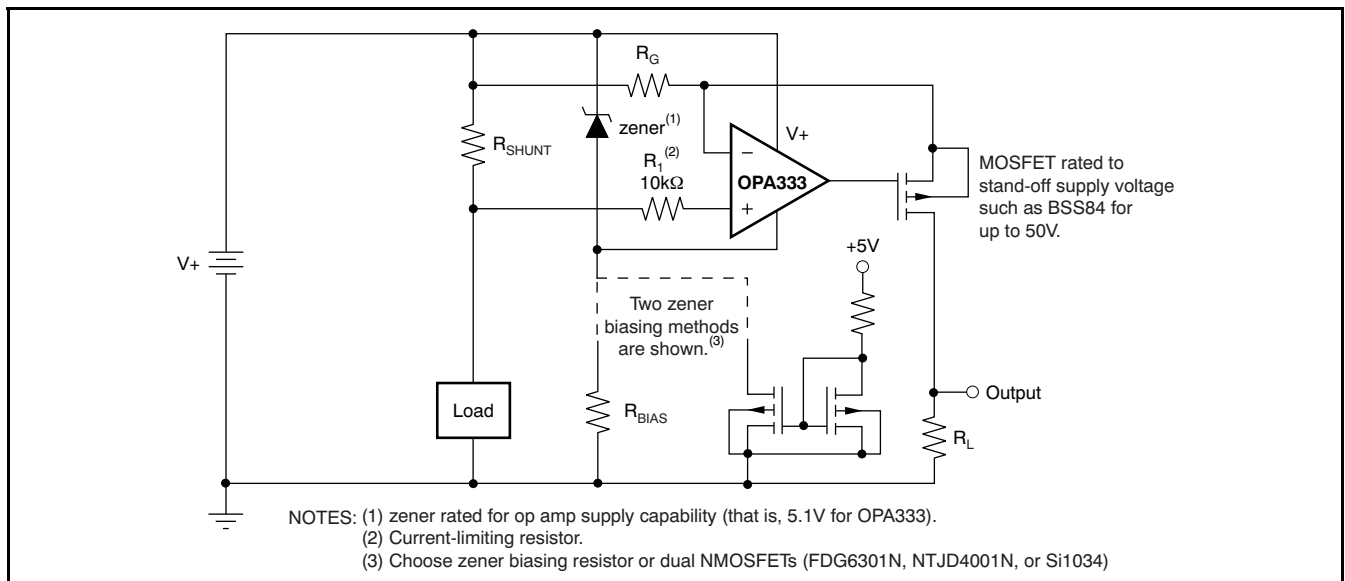 R_G
zener(1)
V+
R_SHUNT
R_1(2)
10kΩ
−
OPA333
+
MOSFET rated to
stand-off supply voltage
such as BSS84 for
up to 50V.
V+
+5V
Two zener
biasing methods
are shown.(3)
Load
R_BIAS
Output
R_L
NOTES: (1) zener rated for op amp supply capability (that is, 5.1V for OPA333).
(2) Current-limiting resistor.
(3) Choose zener biasing resistor or dual NMOSFETs (FDG6301N, NTJD4001N, or Si1034)